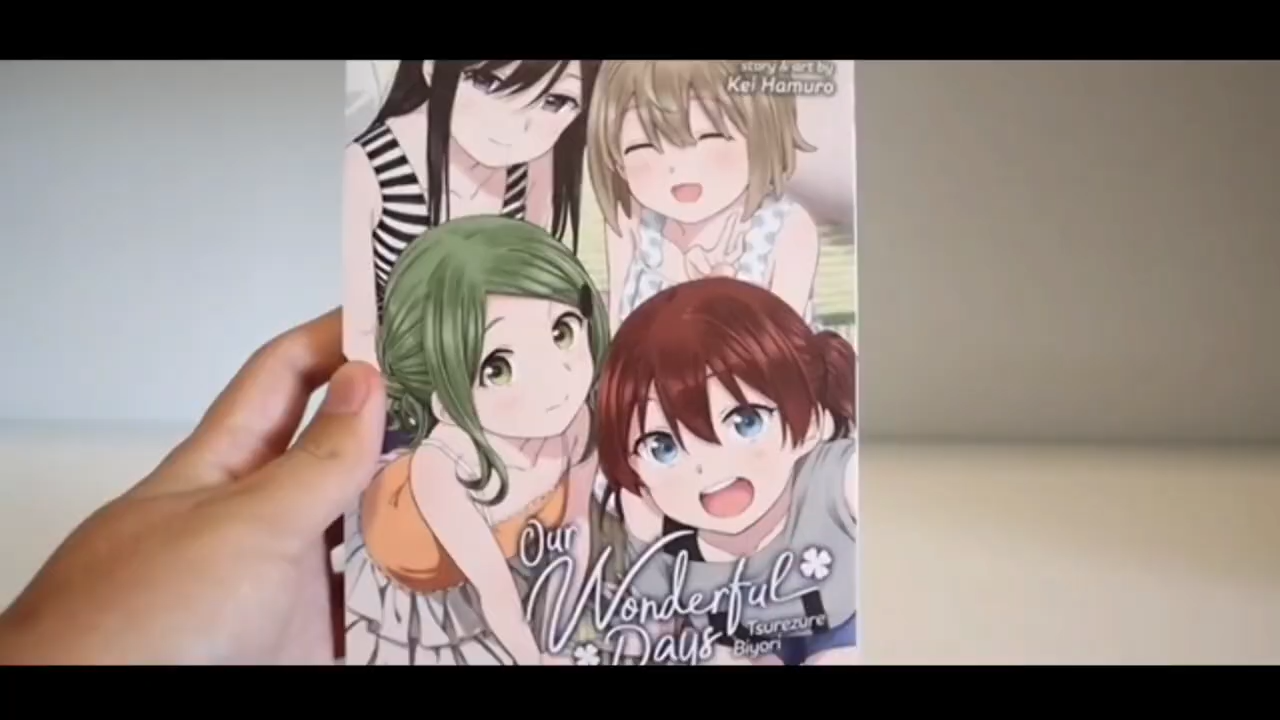 story & art by
Kei Hamuro
Our
Wonderful
Days
Tsurezure
Biyori